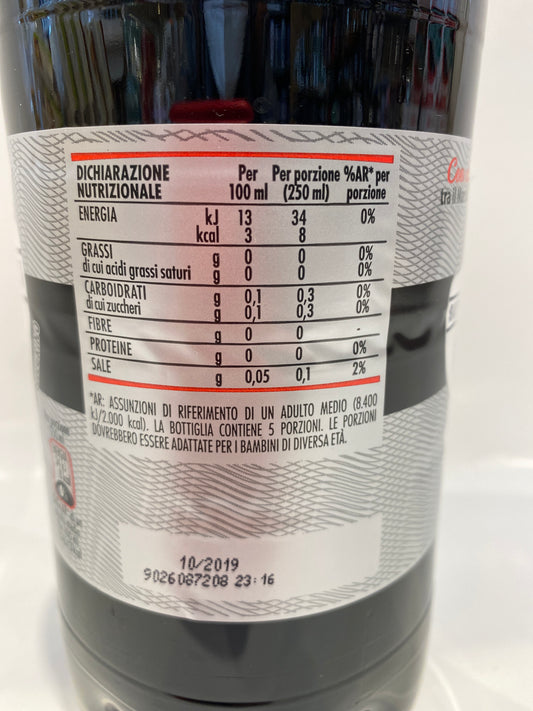 DICHIARAZIONE NUTRIZIONALE Per 100 ml Per porzione (250 ml) %AR* per porzione
ENERGIA kJ 13 34 0%
kcal 3 8
GRASSI g 0 0 0%
di cui acidi grassi saturi g 0 0 0%
CARBOIDRATI g 0,1 0,3 0%
di cui zuccheri g 0,1 0,3 0%
FIBRE g 0 0 -
PROTEINE g 0 0 0%
SALE g 0,05 0,1 2%
*AR: ASSUNZIONI DI RIFERIMENTO DI UN ADULTO MEDIO (8.400
kJ/2.000 kcal). LA BOTTIGLIA CONTIENE 5 PORZIONI. LE PORZIONI
DOVREBBERO ESSERE ADATTATE PER I BAMBINI DI DIVERSA ETÀ.
10/2019
9026087208 23:16
tra il